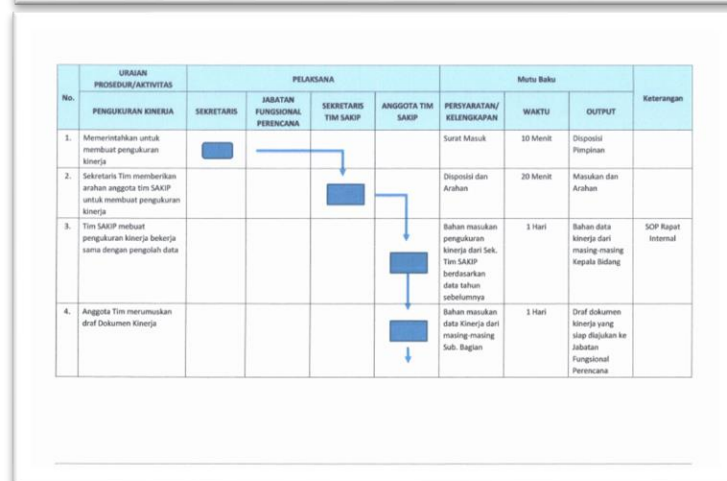 No.
URAIAN
PROSEDUR/AKTIVITAS
PELAKSANA
Mutu Baku
Keterangan
PENGUKURAN KINERJA
SEKRETARIS
JABATAN
FUNGSIONAL
PERENCANA
SEKRETARIS
TIM SAKIP
ANGGOTA TIM
SAKIP
PERSYARATAN/
KELENGKAPAN
WAKTU
OUTPUT
1.
Memerintahkan untuk
membuat pengukuran
kinerja
Surat Masuk
10 Menit
Disposisi
Pimpinan
2.
Sekretaris Tim memberikan
arahan anggota tim SAKIP
untuk membuat pengukuran
kinerja
Disposisi dan
Arahan
20 Menit
Masukan dan
Arahan
3.
Tim SAKIP mebuat
pengukuran kinerja bekerja
sama dengan pengolah data
Bahan masukan
pengukuran
kinerja dari Sek.
Tim SAKIP
berdasarkan
data tahun
sebelumnya
1 Hari
Bahan data
kinerja dari
masing-masing
Kepala Bidang
SOP Rapat
Internal
4.
Anggota Tim merumuskan
draf Dokumen Kinerja
Bahan masukan
data Kinerja dari
masing-masing
Sub. Bagian
1 Hari
Draf dokumen
kinerja yang
siap diajukan ke
Jabatan
Fungsional
Perencana